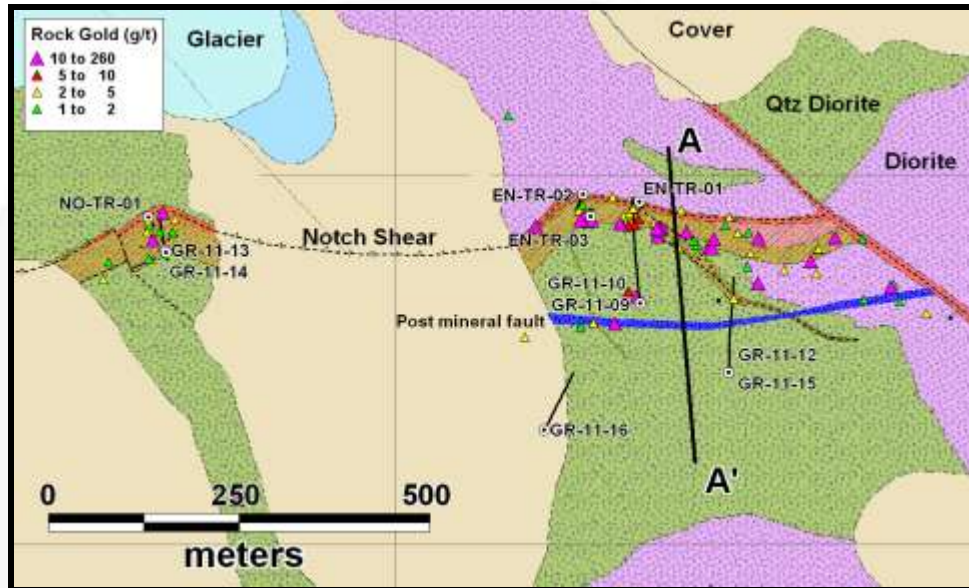 Rock Gold (g/t)
10 to 260
5 to 10
2 to 5
1 to 2
Glacier
Cover
Qtz Diorite
Diorite
A
NO-TR-01
EN-TR-02
EN-TR-01
Notch Shear
EN-TR-03
GR-11-13
GR-11-14
GR-11-10
GR-11-09
Post mineral fault
GR-11-12
GR-11-15
GR-11-16
A'
0 250 500
meters